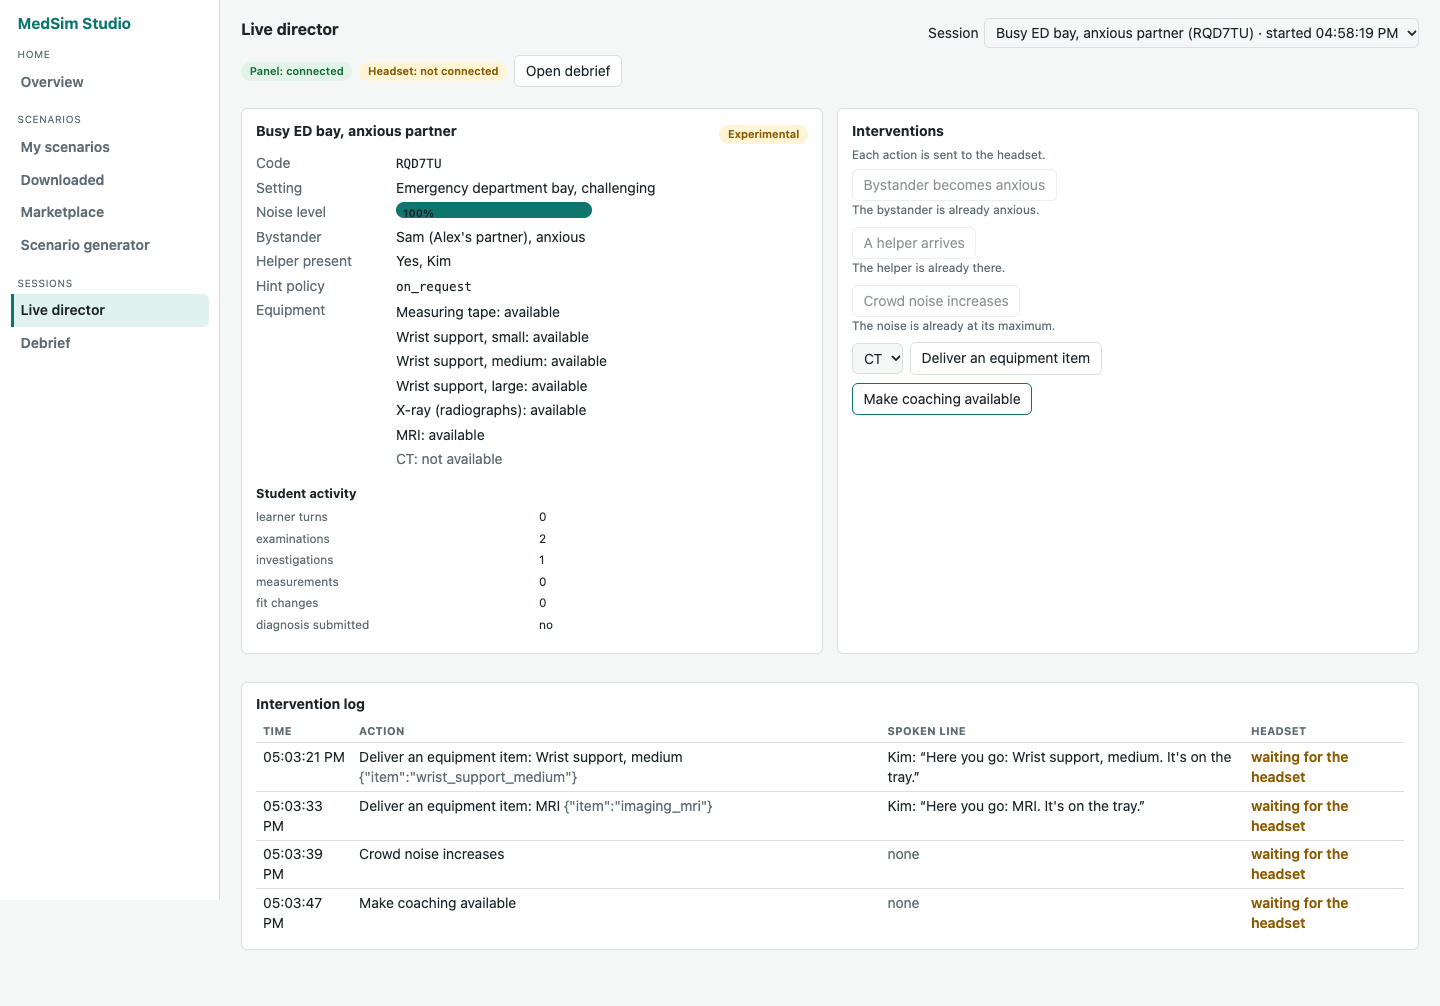 MedSim Studio
HOME
Overview
SCENARIOS
My scenarios
Downloaded
Marketplace
Scenario generator
SESSIONS
Live director
Debrief
Live director
Session Busy ED bay, anxious partner (RQD7TU) · started 04:58:19 PM
Panel: connected Headset: not connected Open debrief
Busy ED bay, anxious partner Experimental
Code RQD7TU
Setting Emergency department bay, challenging
Noise level 100%
Bystander Sam (Alex's partner), anxious
Helper present Yes, Kim
Hint policy on_request
Equipment Measuring tape: available
Wrist support, small: available
Wrist support, medium: available
Wrist support, large: available
X-ray (radiographs): available
MRI: available
CT: not available
Student activity
learner turns 0
examinations 2
investigations 1
measurements 0
fit changes 0
diagnosis submitted no
Interventions
Each action is sent to the headset.
Bystander becomes anxious
The bystander is already anxious.
A helper arrives
The helper is already there.
Crowd noise increases
The noise is already at its maximum.
CT Deliver an equipment item
Make coaching available
Intervention log
TIME ACTION SPOKEN LINE HEADSET
05:03:21 PM Deliver an equipment item: Wrist support, medium Kim: “Here you go: Wrist support, medium. It's on the waiting for the
{"item":"wrist_support_medium"} tray.” headset
05:03:33 Deliver an equipment item: MRI {"item":"imaging_mri"} Kim: “Here you go: MRI. It's on the tray.” waiting for the
PM headset
05:03:39 Crowd noise increases none waiting for the
PM headset
05:03:47 Make coaching available none waiting for the
PM headset